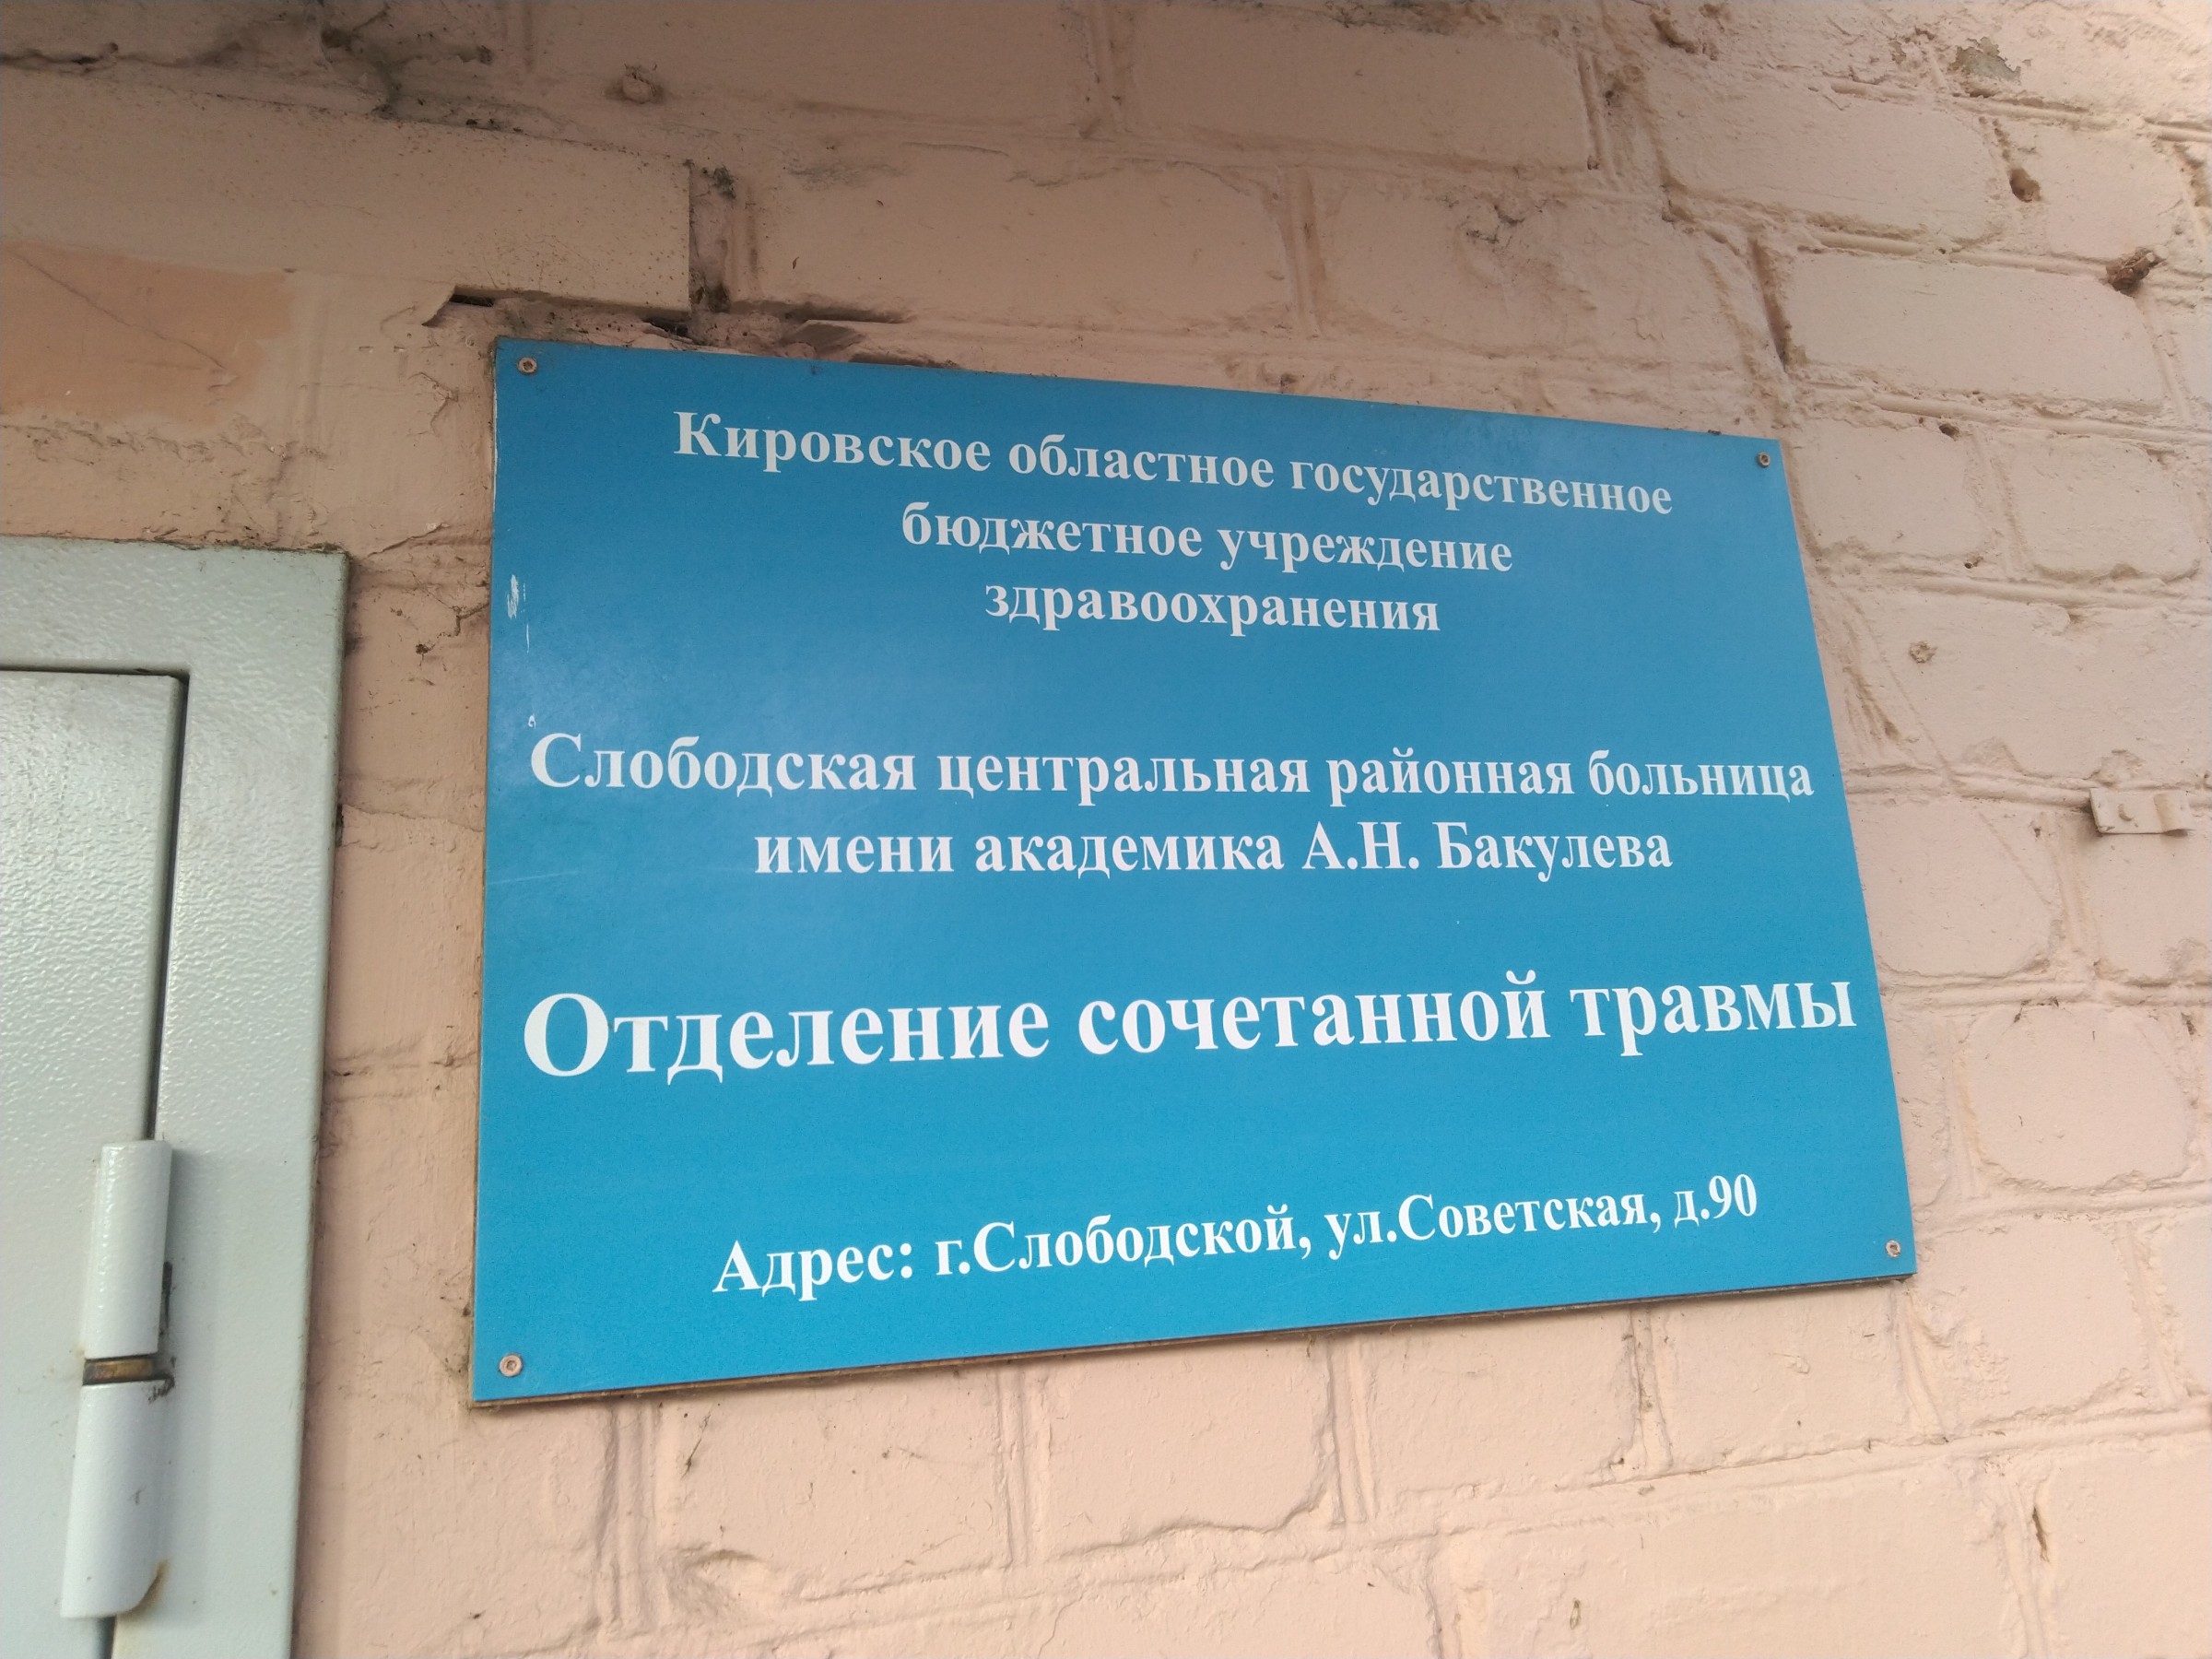 Кировское областное государственное
бюджетное учреждение
здравоохранения
Слободская центральная районная больница
имени академика А.Н. Бакулева
Отделение сочетанной травмы
Адрес: г.Слободской, ул.Советская, д.90